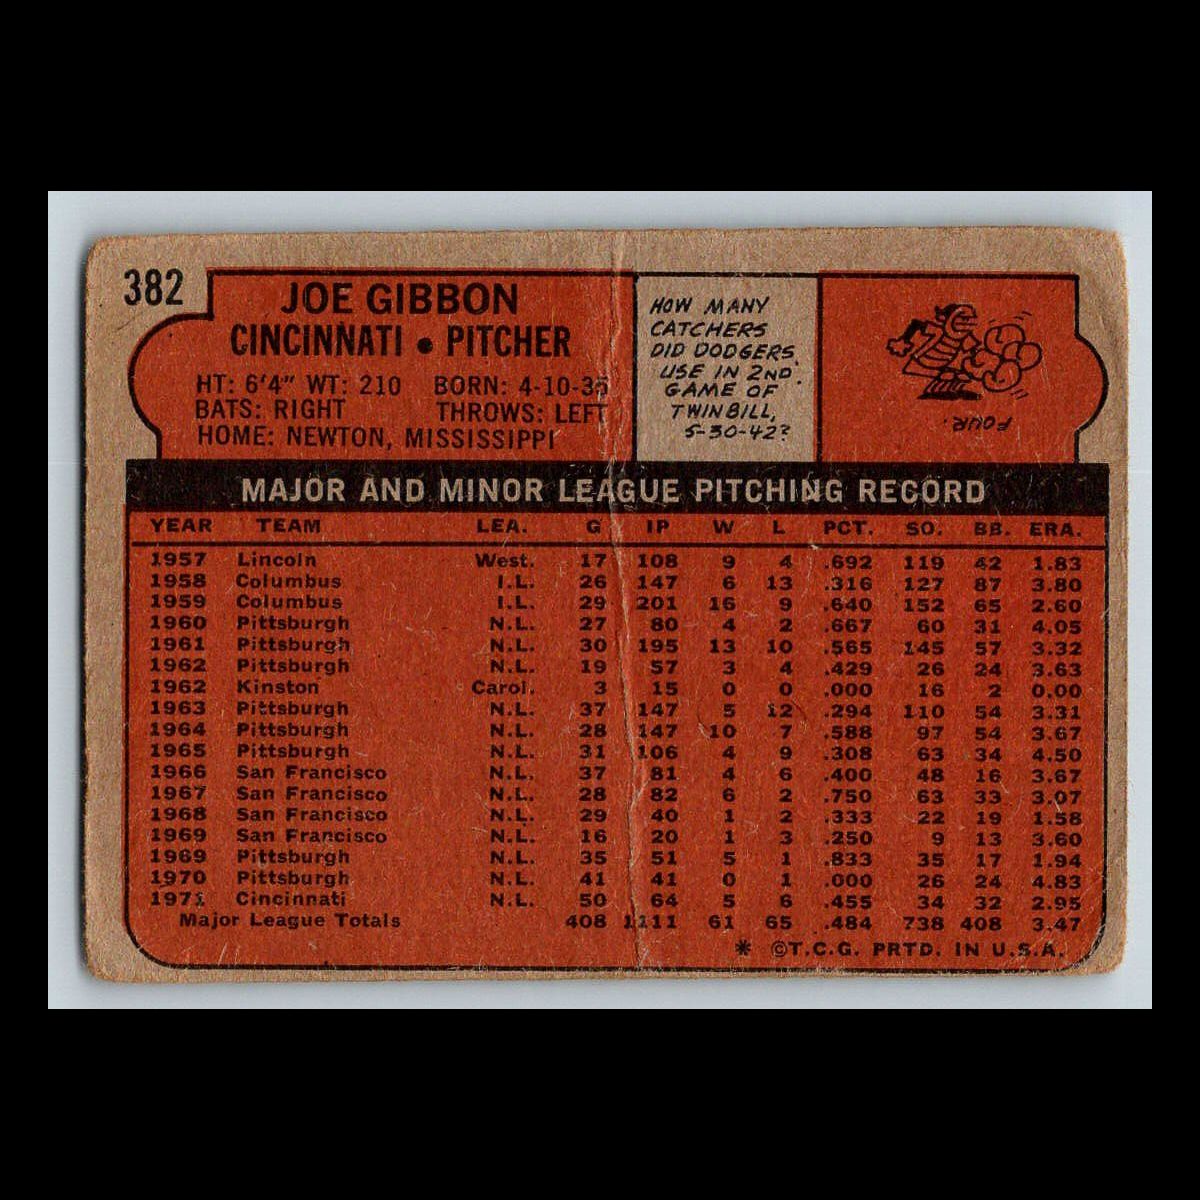 382
JOE GIBBON
CINCINNATI • PITCHER
HT: 6'4" WT: 210 BORN: 4-10-35
BATS: RIGHT THROWS: LEFT
HOME: NEWTON, MISSISSIPPI
HOW MANY
CATCHERS
DID DODGERS
USE IN 2ND
GAME OF
TWINBILL,
5-30-42?
FOUR.
MAJOR AND MINOR LEAGUE PITCHING RECORD
YEAR TEAM LEA. G IP W L PCT. SO. BB. ERA.
1957 Lincoln West. 17 108 9 4 .692 119 42 1.83
1958 Columbus I.L. 26 147 6 13 .316 127 87 3.80
1959 Columbus I.L. 29 201 16 9 .640 152 65 2.60
1960 Pittsburgh N.L. 27 80 4 2 .667 60 31 4.05
1961 Pittsburgh N.L. 30 195 13 10 .565 145 57 3.32
1962 Pittsburgh N.L. 19 57 3 4 .429 26 24 3.63
1962 Kinston Carol. 3 15 0 0 .000 16 2 0.00
1963 Pittsburgh N.L. 37 147 5 12 .294 110 54 3.31
1964 Pittsburgh N.L. 28 147 10 7 .588 97 54 3.67
1965 Pittsburgh N.L. 31 106 4 9 .308 63 34 4.50
1966 San Francisco N.L. 37 81 4 6 .400 48 16 3.67
1967 San Francisco N.L. 28 82 6 2 .750 63 33 3.07
1968 San Francisco N.L. 29 40 1 2 .333 22 19 1.58
1969 San Francisco N.L. 16 20 1 3 .250 9 13 3.60
1969 Pittsburgh N.L. 35 51 5 1 .833 35 17 1.94
1970 Pittsburgh N.L. 41 41 0 1 .000 26 24 4.83
1971 Cincinnati N.L. 50 64 5 6 .455 34 32 2.95
Major League Totals 408 1111 61 65 .484 738 408 3.47
* ©T.C.G. PRTD. IN U.S.A.